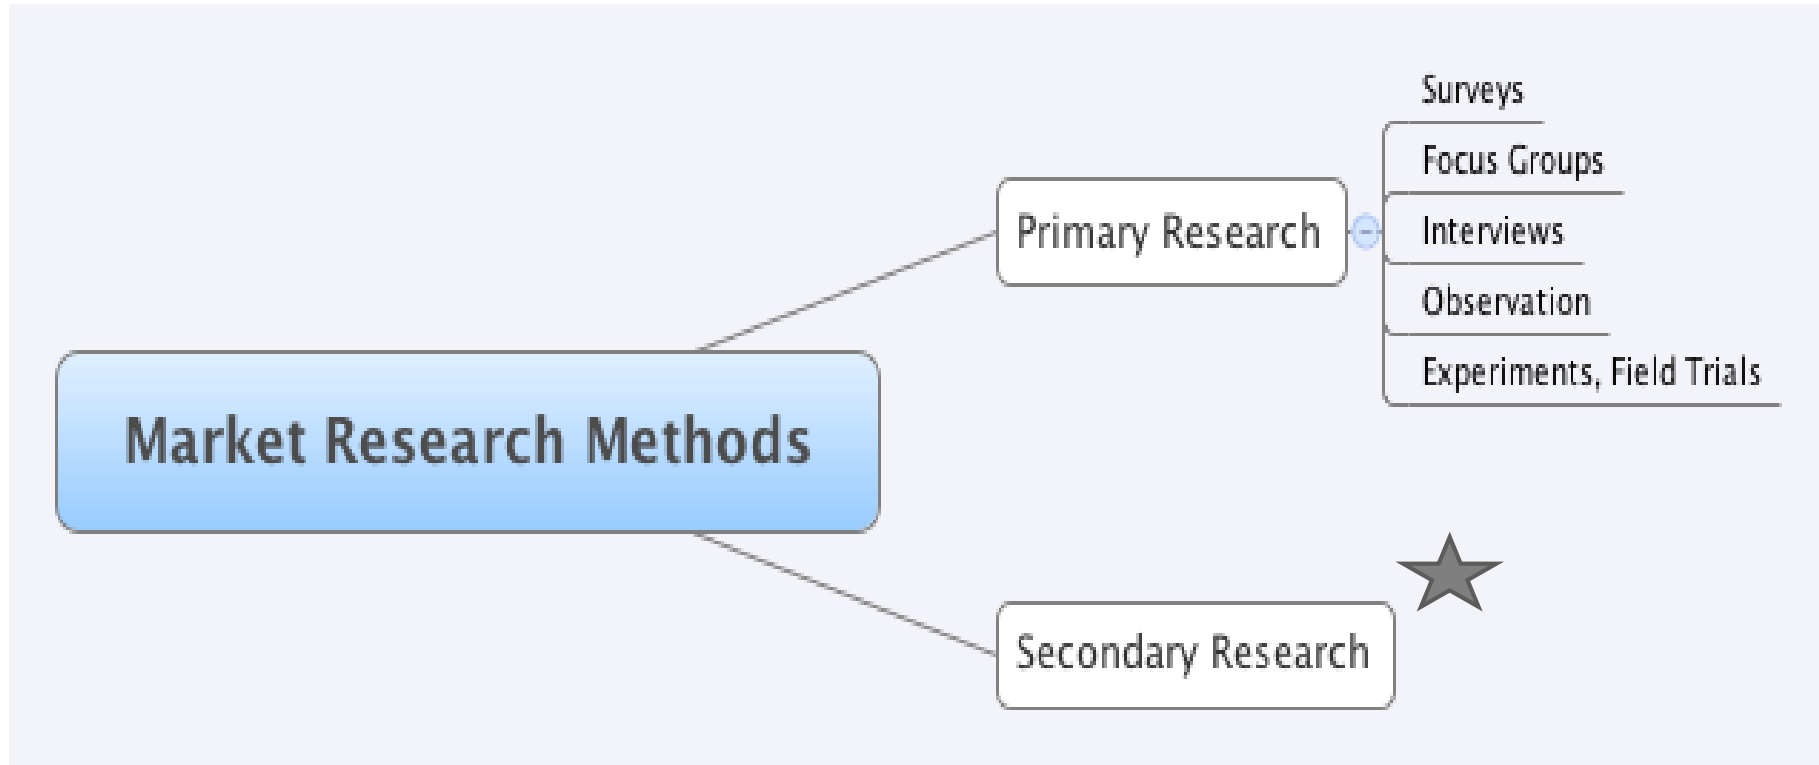 Surveys
Focus Groups
Primary Research
Interviews
Observation
Experiments, Field Trials
Market Research Methods
Secondary Research